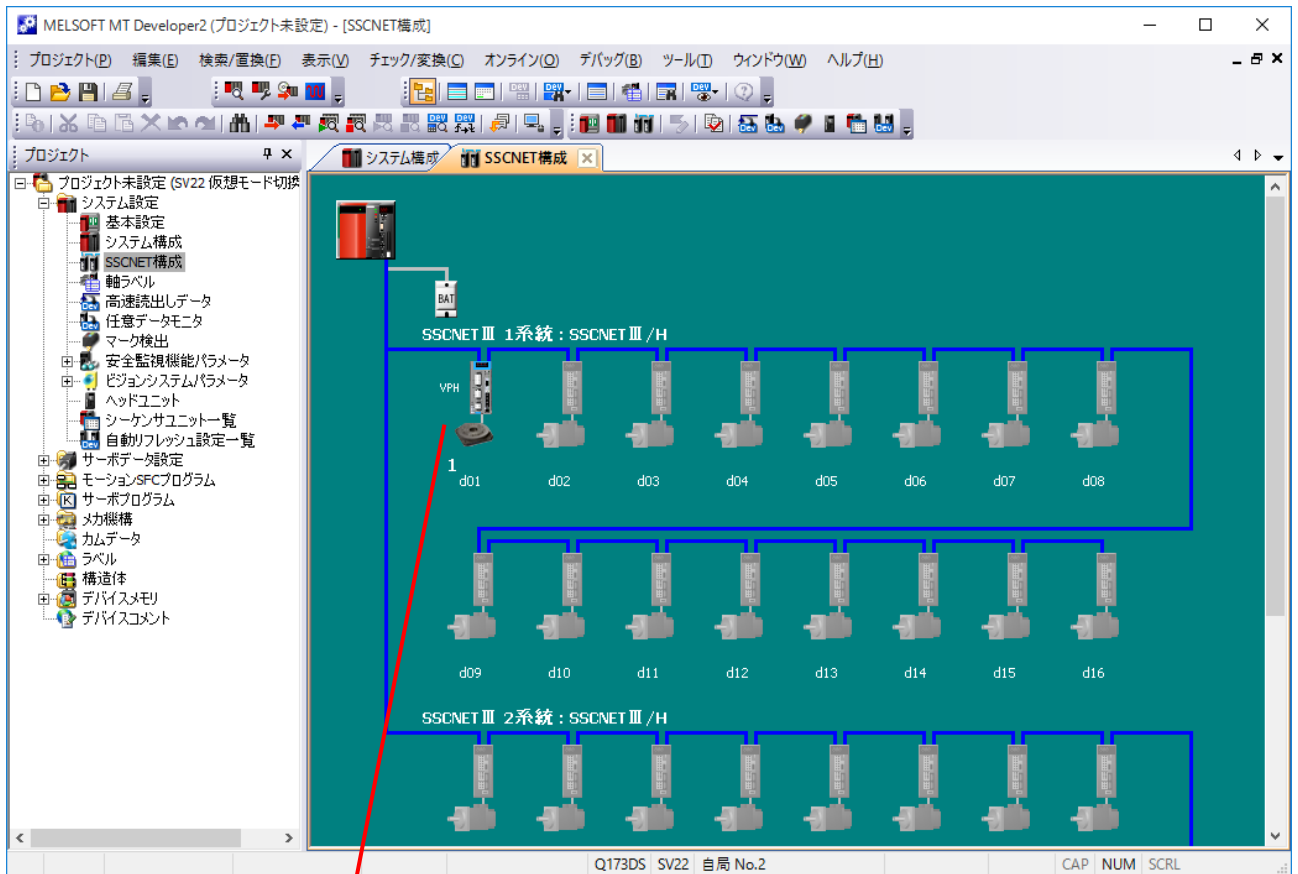 MELSOFT MT Developer2 (プロジェクト未設定) - [SSCNET構成]
プロジェクト(P) 編集(E) 検索/置換(F) 表示(V) チェック/変換(C) オンライン(O) デバッグ(B) ツール(T) ウィンドウ(W) ヘルプ(H)
プロジェクト
システム構成 SSCNET構成
プロジェクト未設定 (SV22 仮想モード切換
システム設定
基本設定
システム構成
SSCNET構成
軸ラベル
高速読出しデータ
任意データモニタ
マーク検出
安全監視機能パラメータ
ビジョンシステムパラメータ
ヘッドユニット
シーケンサユニット一覧
自動リフレッシュ設定一覧
サーボデータ設定
モーションSFCプログラム
サーボプログラム
メカ機構
カムデータ
ラベル
構造体
デバイスメモリ
デバイスコメント
BAT
SSCNETⅢ 1系統 : SSCNETⅢ/H
VPH
1
d01 d02 d03 d04 d05 d06 d07 d08
d09 d10 d11 d12 d13 d14 d15 d16
SSCNETⅢ 2系統 : SSCNETⅢ/H
Q173DS SV22 自局 No.2 CAP NUM SCRL